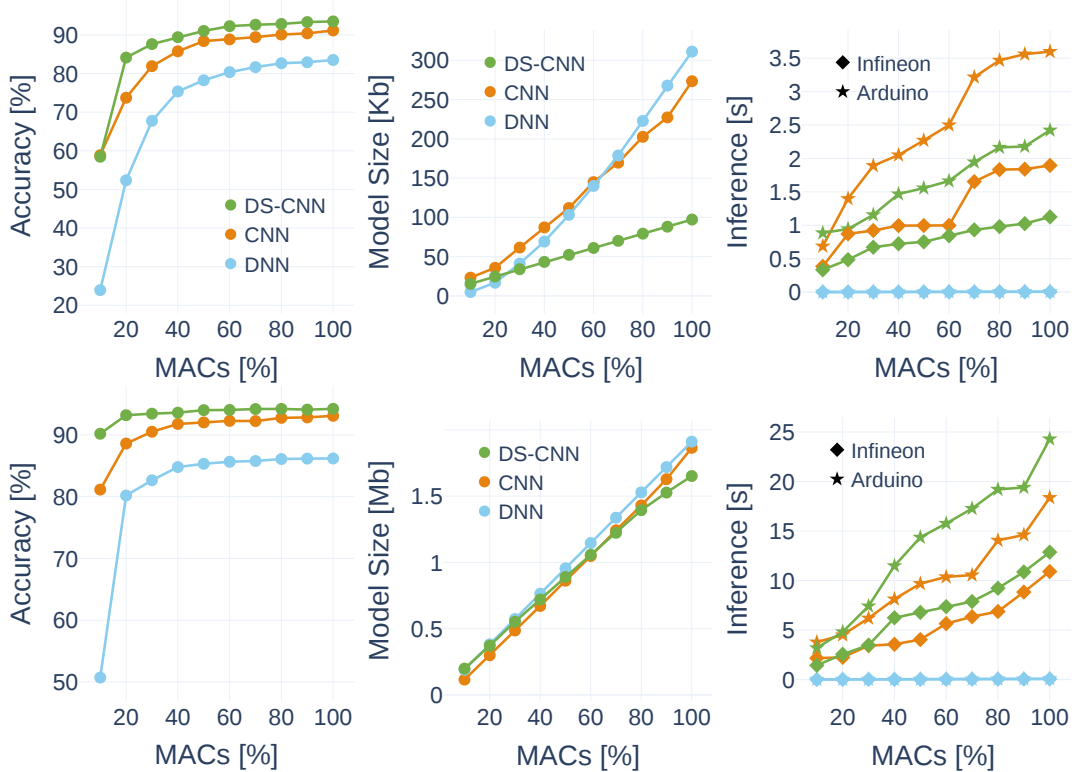 Accuracy [%]
90
80
70
60
50
40
30
20
DS-CNN
CNN
DNN
20 40 60 80 100
MACs [%]
Model Size [Kb]
300
250
200
150
100
50
0
DS-CNN
CNN
DNN
20 40 60 80 100
MACs [%]
Inference [s]
3.5
3
2.5
2
1.5
1
0.5
0
Infineon
Arduino
20 40 60 80 100
MACs [%]
Accuracy [%]
90
80
70
60
50
20 40 60 80 100
MACs [%]
Model Size [Mb]
1.5
1
0.5
0
DS-CNN
CNN
DNN
20 40 60 80 100
MACs [%]
Inference [s]
25
20
15
10
5
0
Infineon
Arduino
20 40 60 80 100
MACs [%]